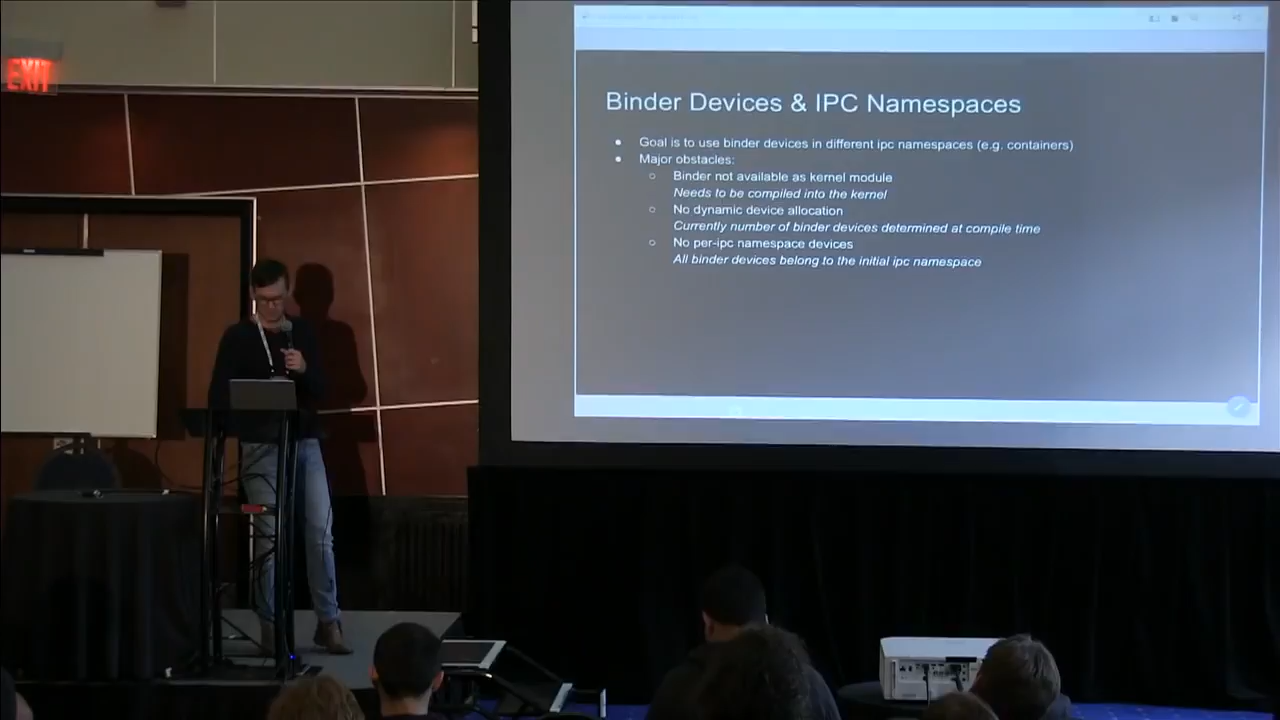 EXIT
Binder Devices & IPC Namespaces
Goal is to use binder devices in different ipc namespaces (e.g. containers)
Major obstacles:
Binder not available as kernel module
Needs to be compiled into the kernel
No dynamic device allocation
Currently number of binder devices determined at compile time
No per-ipc namespace devices
All binder devices belong to the initial ipc namespace